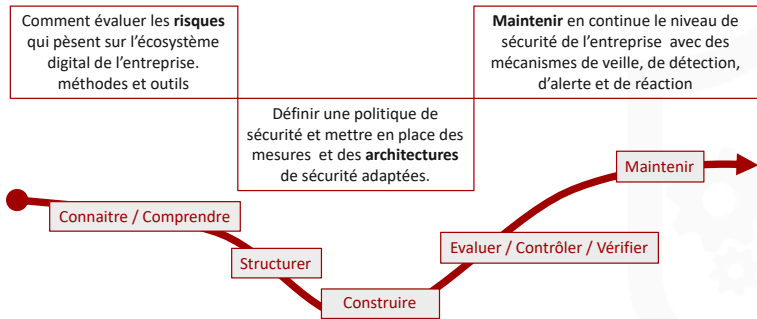 Comment évaluer les risques
qui pèsent sur l'écosystème
digital de l'entreprise.
méthodes et outils
Maintenir en continue le niveau de
sécurité de l'entreprise avec des
mécanismes de veille, de détection,
d'alerte et de réaction
Définir une politique de
sécurité et mettre en place des
mesures et des architectures
de sécurité adaptées.
Connaitre / Comprendre
Structurer
Construire
Evaluer / Contrôler / Vérifier
Maintenir